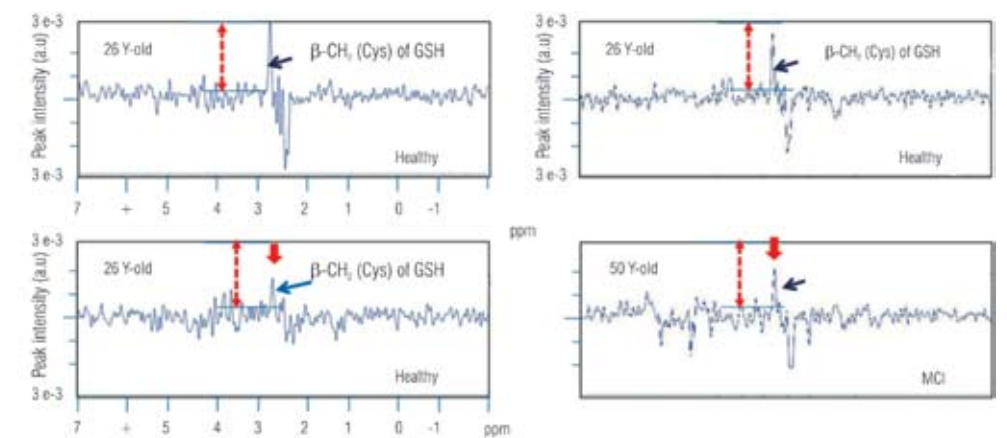 3 e-3
26 Y-old
β-CH₂ (Cys) of GSH
Peak intensity (a.u)
Healthy
3 e-3
7 + 5 4 3 2 1 0 -1
3 e-3
26 Y-old
β-CH₂ (Cys) of GSH
Peak intensity (a.u)
Healthy
3 e-3
ppm
3 e-3
26 Y-old
β-CH₂ (Cys) of GSH
Peak intensity (a.u)
Healthy
3 e-3
7 + 5 4 3 2 1 0 -1 ppm
50 Y-old
MCI